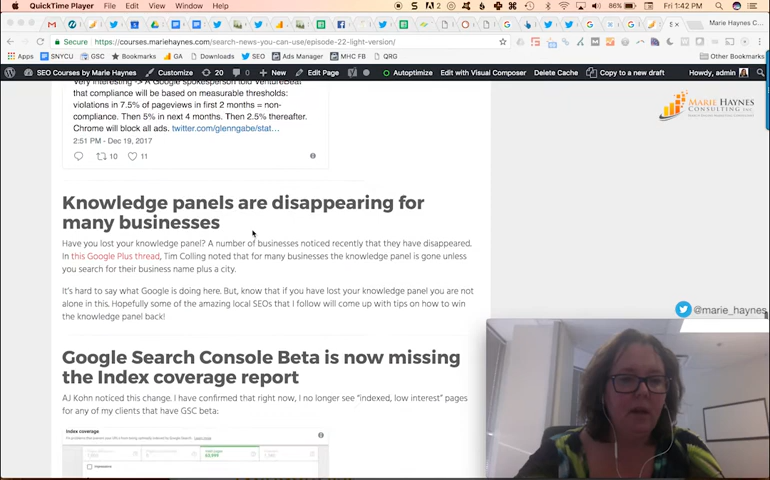 QuickTime Player File Edit View Window Help 86% Fri 1:42 PM
Marie Haynes
Secure https://courses.mariehaynes.com/search-news-you-can-use/episode-22-light-version/
Apps SNYCU GSC Bookmarks GA Downloads SEO Ads Manager MHC FB QRG Other Bookmarks
SEO Courses by Marie Haynes Customize 20 0 New Edit Page Autoptimize Edit with Visual Composer Delete Cache Copy to a new draft Howdy, admin
very interesting -> A Google spokesperson told VentureBeat
that compliance will be based on measurable thresholds:
violations in 7.5% of pageviews in first 2 months = non-
compliance. Then 5% in next 4 months. Then 2.5% thereafter.
Chrome will block all ads. twitter.com/glenngabe/stat…
2:51 PM - Dec 19, 2017
10 11
MARIE HAYNES
CONSULTING INC.
Knowledge panels are disappearing for
many businesses
Have you lost your knowledge panel? A number of businesses noticed recently that they have disappeared.
In this Google Plus thread, Tim Colling noted that for many businesses the knowledge panel is gone unless
you search for their business name plus a city.
It's hard to say what Google is doing here. But, know that if you have lost your knowledge panel you are not
alone in this. Hopefully some of the amazing local SEOs that I follow will come up with tips on how to win
the knowledge panel back!
@marie_haynes
Google Search Console Beta is now missing
the Index coverage report
AJ Kohn noticed this change. I have confirmed that right now, I no longer see "indexed, low interest" pages
for any of my clients that have GSC beta:
Index coverage